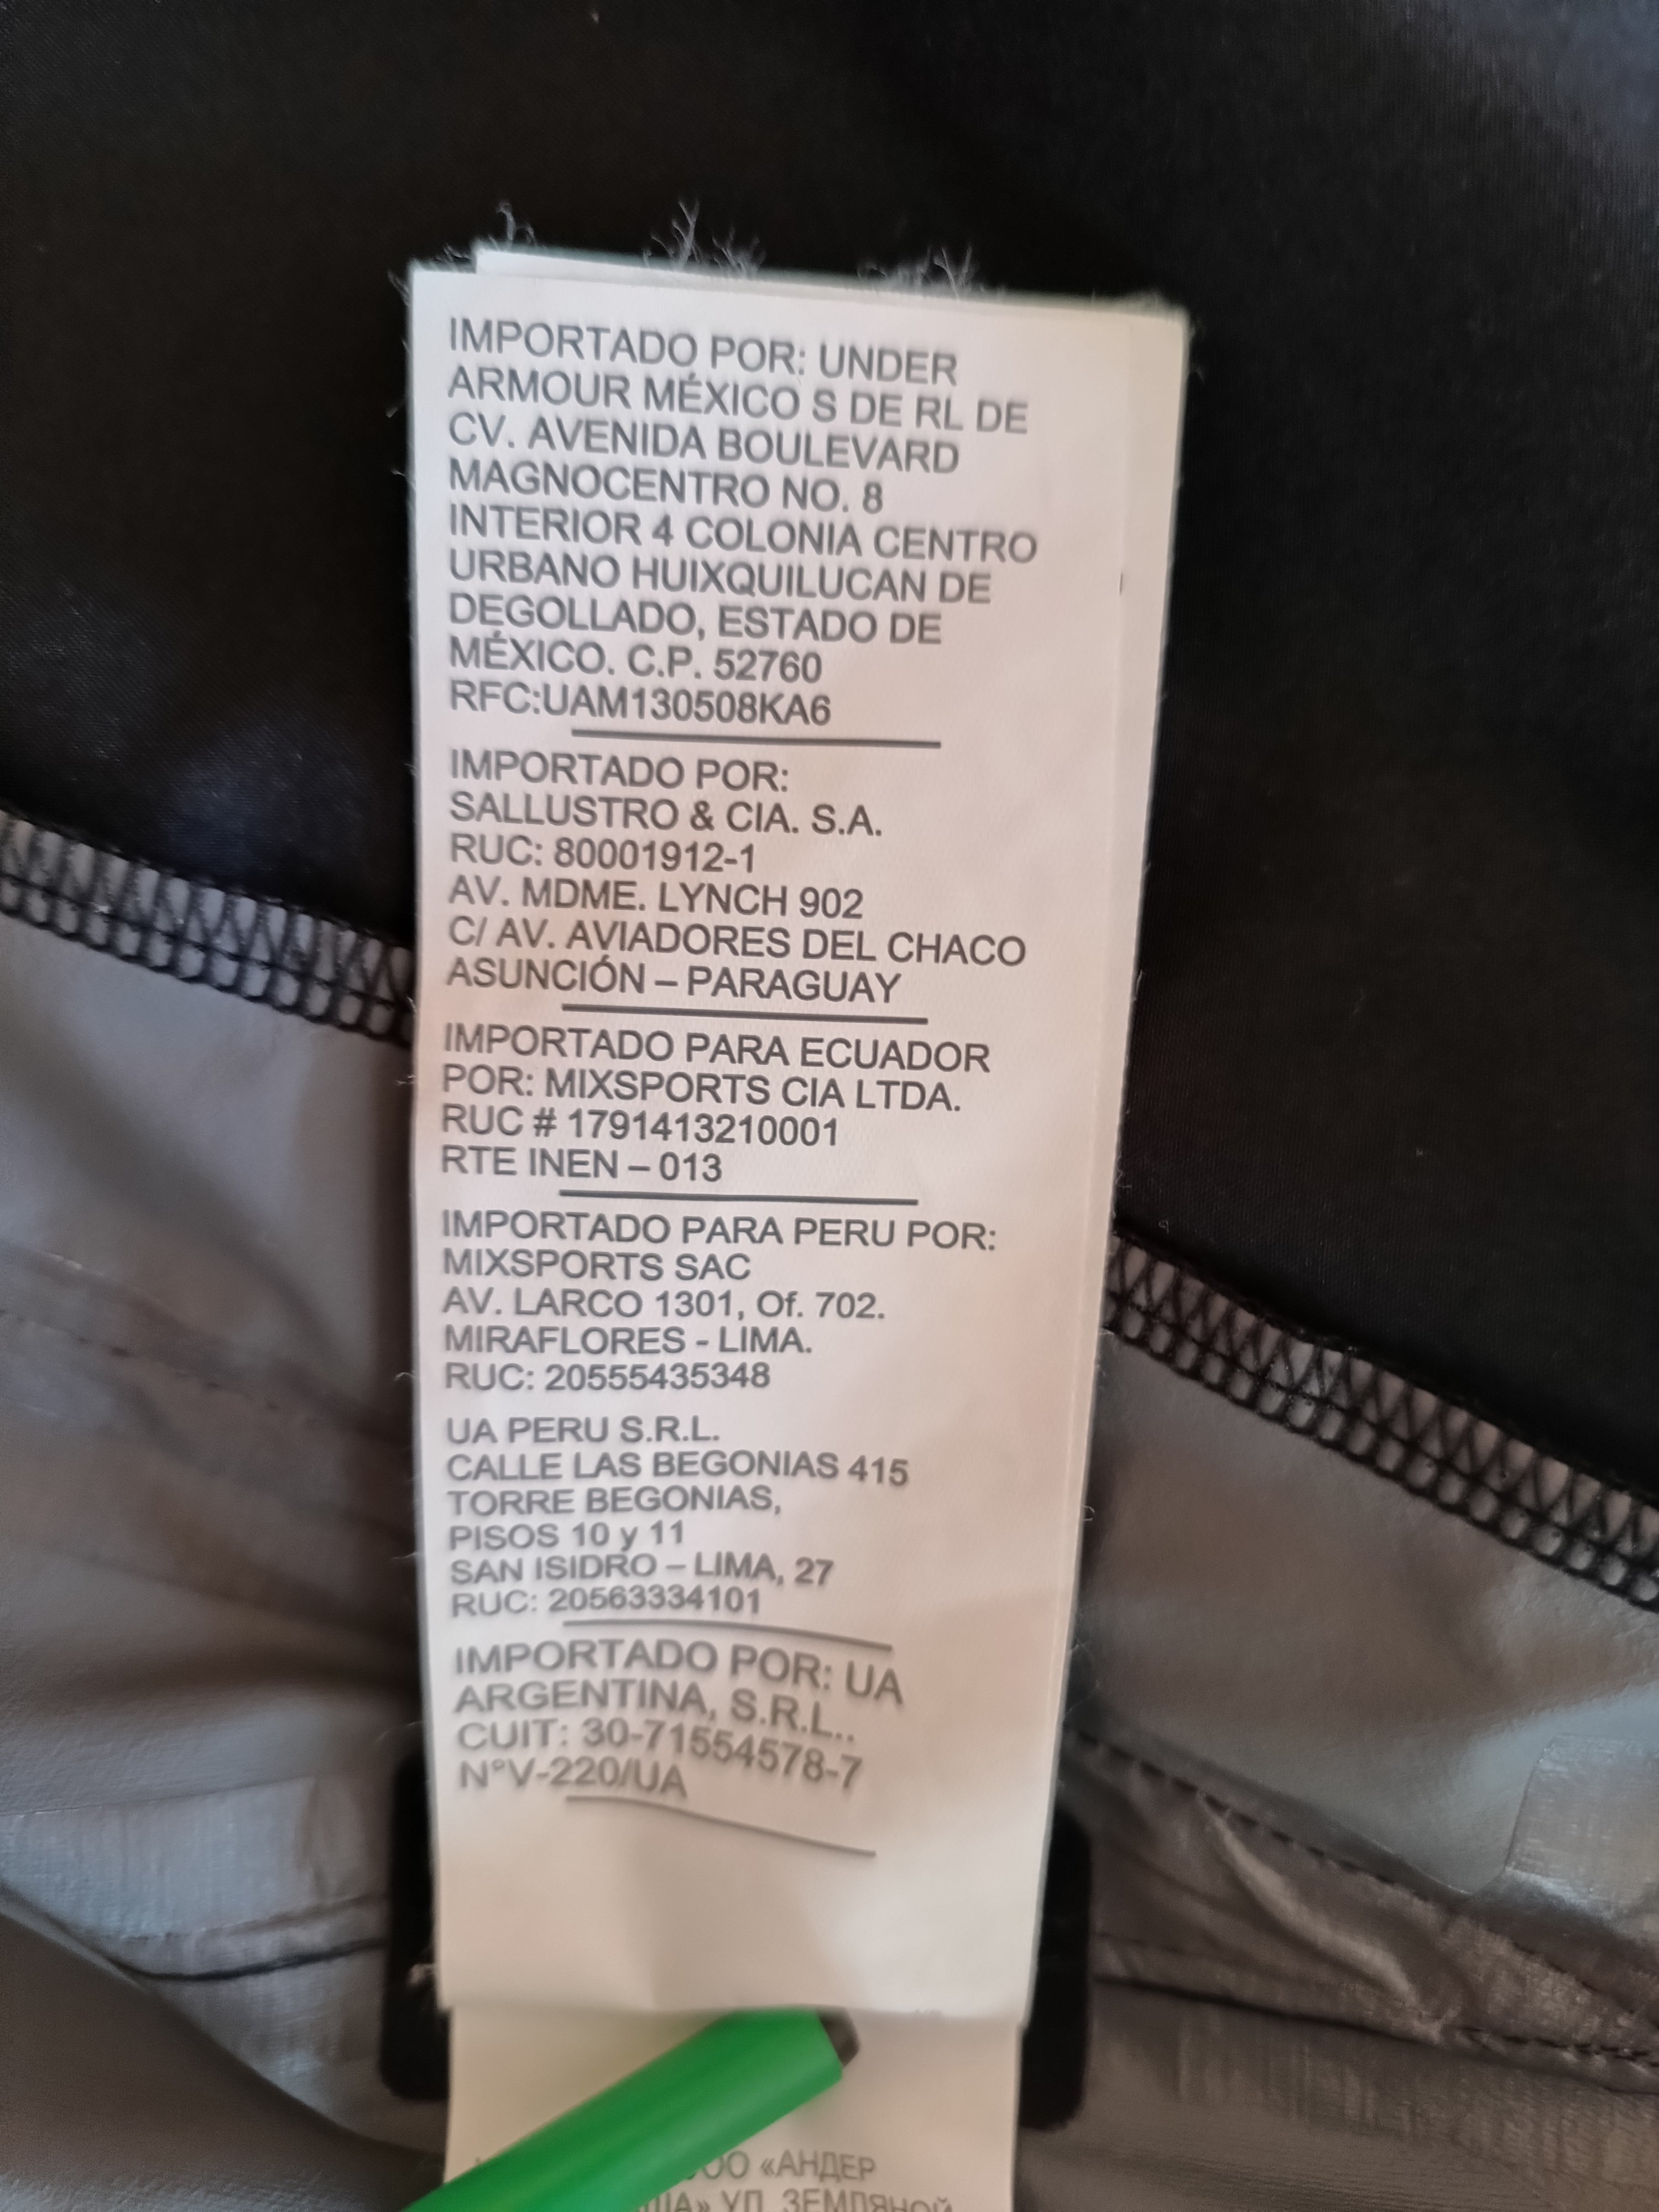 IMPORTADO POR: UNDER
ARMOUR MÉXICO S DE RL DE
CV. AVENIDA BOULEVARD
MAGNOCENTRO NO. 8
INTERIOR 4 COLONIA CENTRO
URBANO HUIXQUILUCAN DE
DEGOLLADO, ESTADO DE
MÉXICO. C.P. 52760
RFC:UAM130508KA6
IMPORTADO POR:
SALLUSTRO & CIA. S.A.
RUC: 80001912-1
AV. MDME. LYNCH 902
C/ AV. AVIADORES DEL CHACO
ASUNCIÓN – PARAGUAY
IMPORTADO PARA ECUADOR
POR: MIXSPORTS CIA LTDA.
RUC # 1791413210001
RTE INEN – 013
IMPORTADO PARA PERU POR:
MIXSPORTS SAC
AV. LARCO 1301, Of. 702.
MIRAFLORES - LIMA.
RUC: 20555435348
UA PERU S.R.L.
CALLE LAS BEGONIAS 415
TORRE BEGONIAS,
PISOS 10 y 11
SAN ISIDRO – LIMA, 27
RUC: 20563334101
IMPORTADO POR: UA
ARGENTINA, S.R.L..
CUIT: 30-71554578-7
N°V-220/UA
«АНДЕР
УЛ. ЗЕМЛЯНОЙ